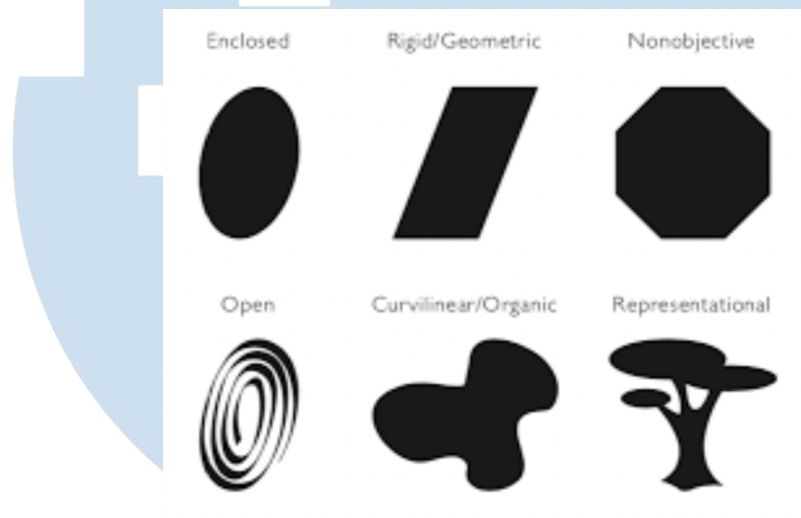 Enclosed
Rigid/Geometric
Nonobjective
Open
Curvilinear/Organic
Representational